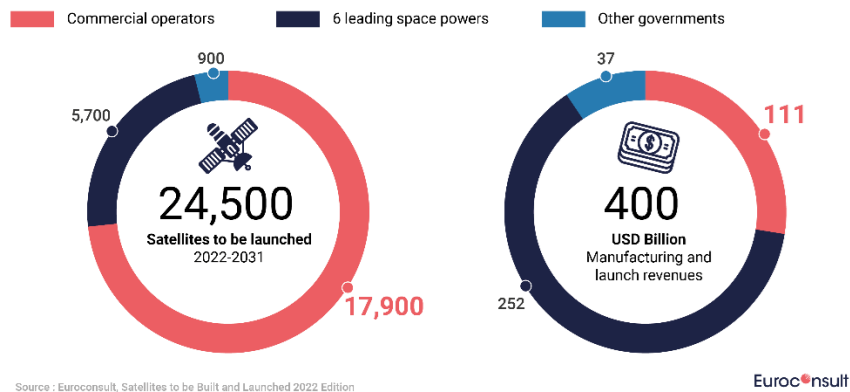 Commercial operators
6 leading space powers
Other governments
900
5,700
24,500
Satellites to be launched
2022-2031
17,900
37
111
$
400
USD Billion
Manufacturing and
launch revenues
252
Source : Euroconsult, Satellites to be Built and Launched 2022 Edition
Euroconsult